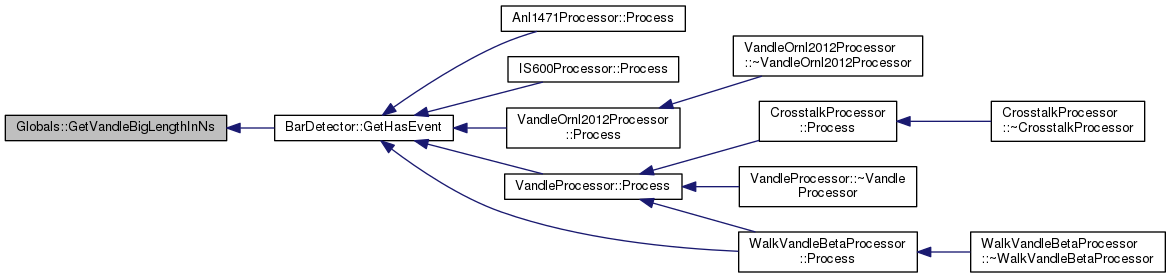 Globals::GetVandleBigLengthInNs
BarDetector::GetHasEvent
Anl1471Processor::Process
IS600Processor::Process
VandleOrnl2012Processor
::Process
VandleProcessor::Process
VandleOrnl2012Processor
::~VandleOrnl2012Processor
CrosstalkProcessor
::Process
VandleProcessor::~Vandle
Processor
WalkVandleBetaProcessor
::Process
CrosstalkProcessor
::~CrosstalkProcessor
WalkVandleBetaProcessor
::~WalkVandleBetaProcessor